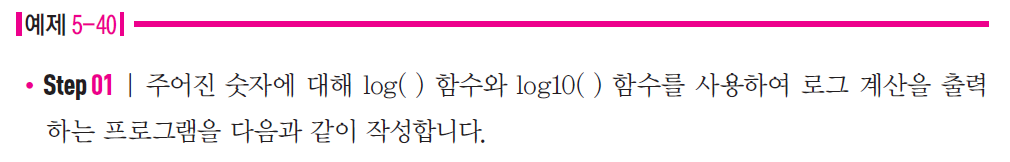 예제 5-40
• Step 01 | 주어진 숫자에 대해 log( ) 함수와 log10( ) 함수를 사용하여 로그 계산을 출력
하는 프로그램을 다음과 같이 작성합니다.